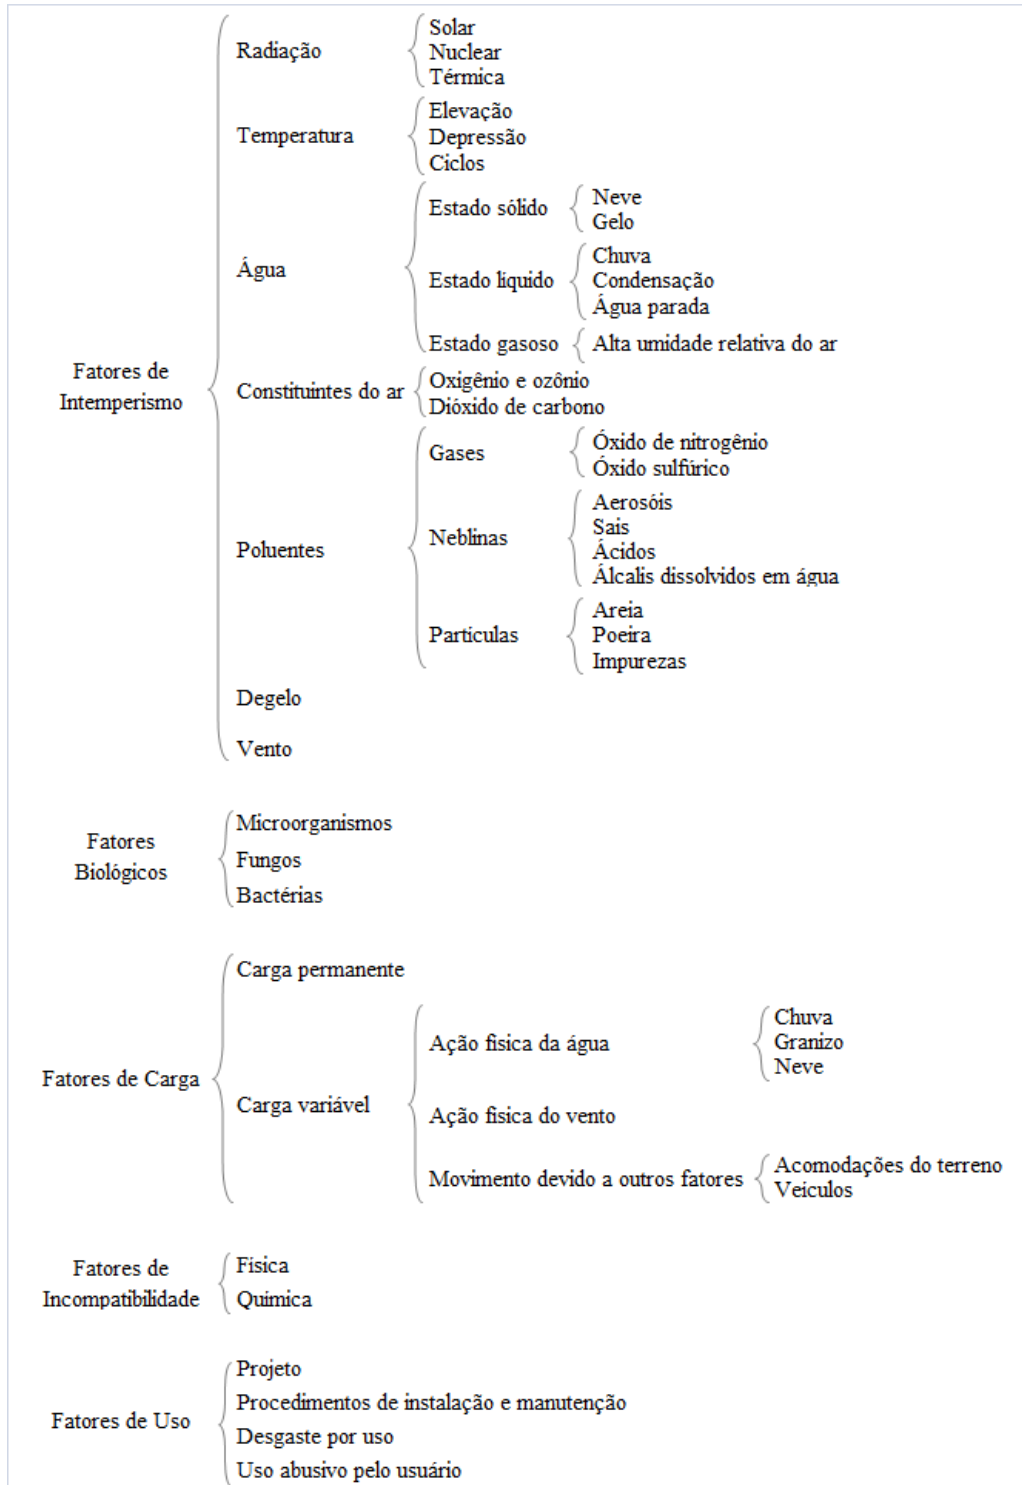 Fatores de
Intemperismo
Radiação
Solar
Nuclear
Térmica
Temperatura
Elevação
Depressão
Ciclos
Água
Estado sólido
Neve
Gelo
Estado líquido
Chuva
Condensação
Água parada
Estado gasoso
Alta umidade relativa do ar
Constituintes do ar
Oxigênio e ozônio
Dióxido de carbono
Poluentes
Gases
Óxido de nitrogênio
Óxido sulfúrico
Neblinas
Aerosóis
Sais
Ácidos
Álcalis dissolvidos em água
Partículas
Areia
Poeira
Impurezas
Degelo
Vento
Fatores
Biológicos
Microorganismos
Fungos
Bactérias
Fatores de Carga
Carga permanente
Carga variável
Ação física da água
Chuva
Granizo
Neve
Ação física do vento
Movimento devido a outros fatores
Acomodações do terreno
Veículos
Fatores de
Incompatibilidade
Física
Química
Fatores de Uso
Projeto
Procedimentos de instalação e manutenção
Desgaste por uso
Uso abusivo pelo usuário